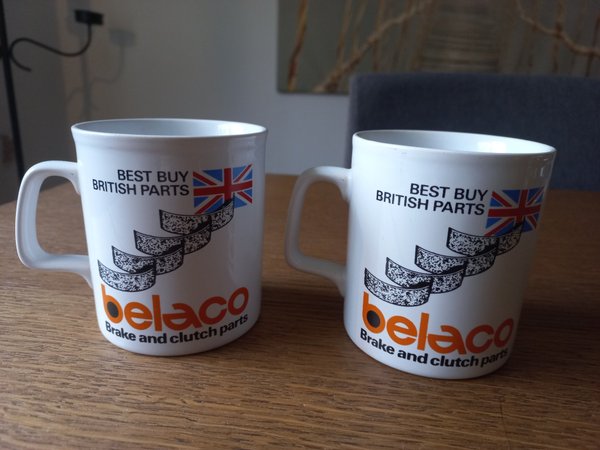 BEST BUY
BRITISH PARTS
belaco
Brake and clutch parts
BEST BUY
BRITISH PARTS
belaco
Brake and clutch parts